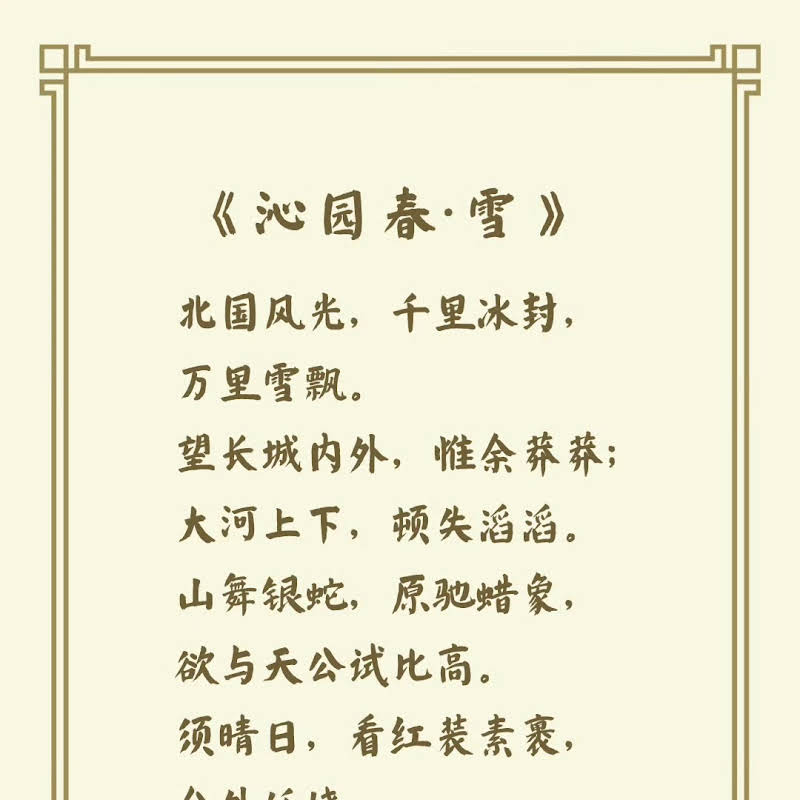 《沁园春·雪》
北国风光，千里冰封，
万里雪飘。
望长城内外，惟余莽莽；
大河上下，顿失滔滔。
山舞银蛇，原驰蜡象，
欲与天公试比高。
须晴日，看红装素裹，